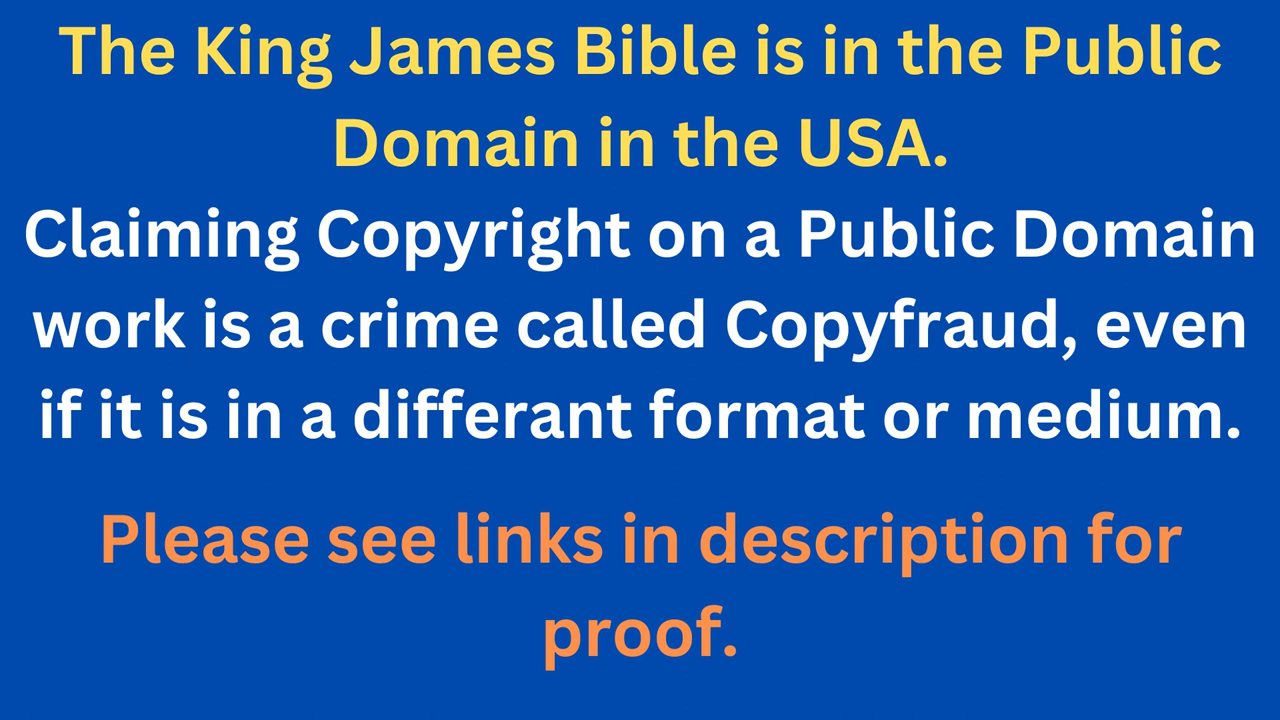 The King James Bible is in the Public
Domain in the USA.
Claiming Copyright on a Public Domain
work is a crime called Copyfraud, even
if it is in a differant format or medium.
Please see links in description for
proof.